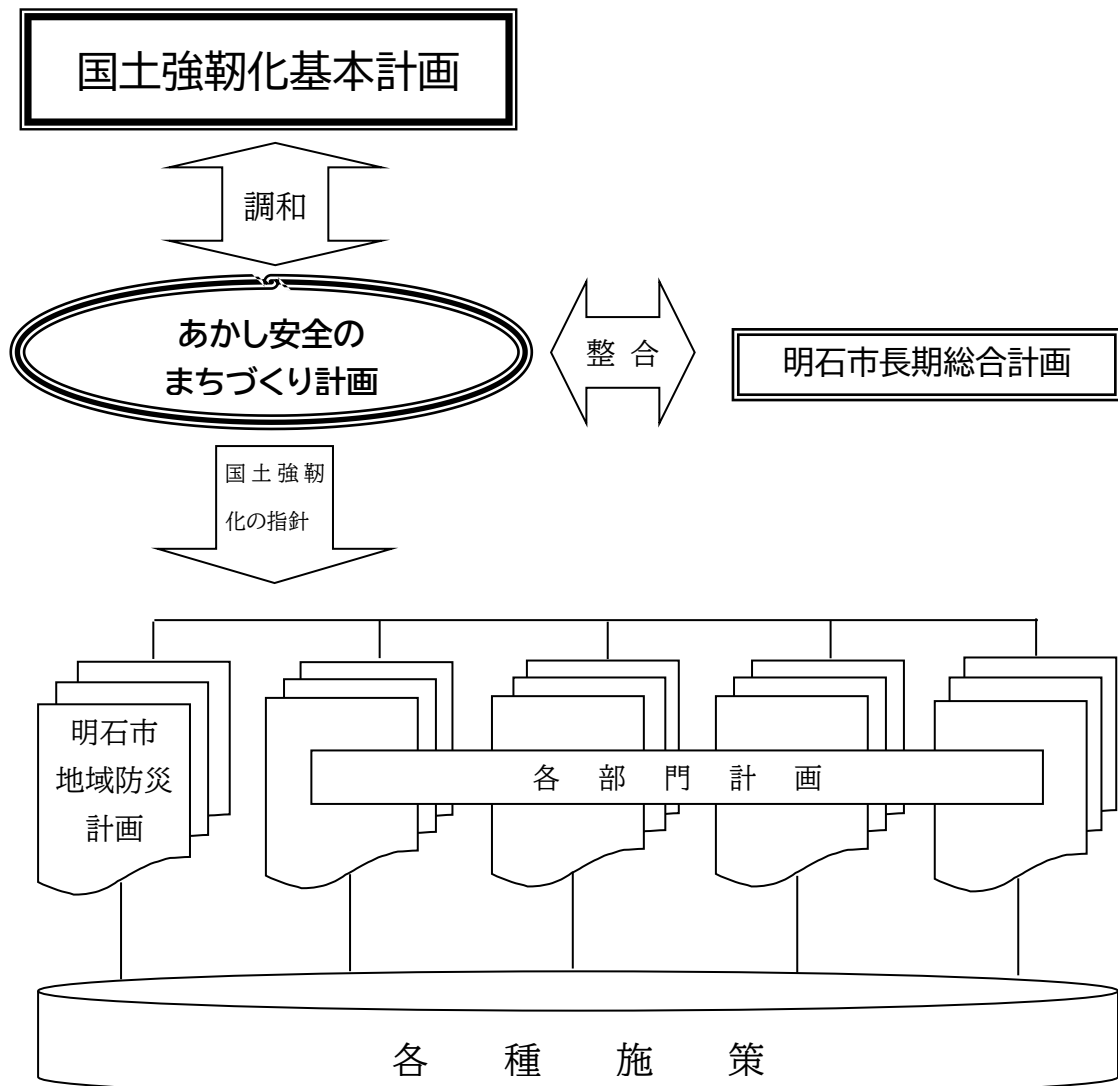 国土強靭化基本計画
調和
あかし安全の
まちづくり計画
整合
明石市長期総合計画
国土強靭
化の指針
明石市
地域防災
計画
各部門計画
各種施策